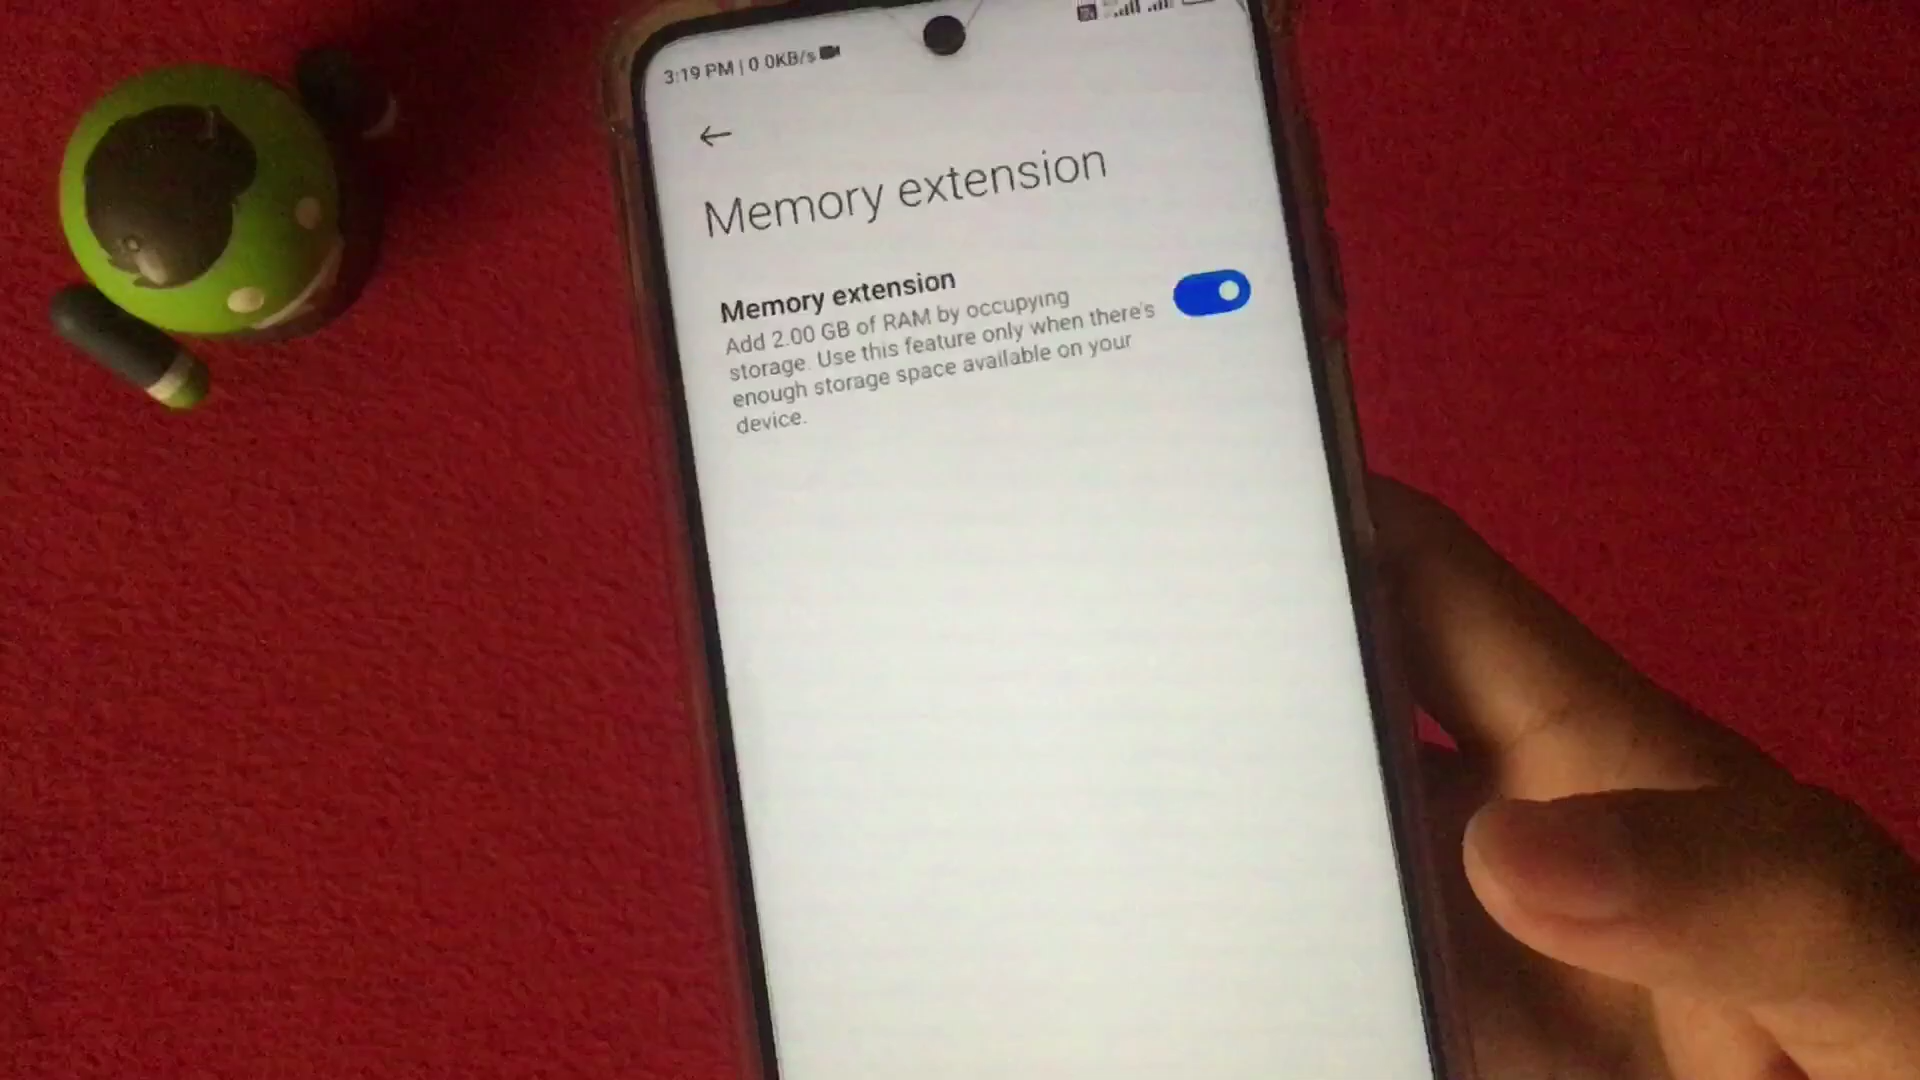 3:19 PM | 0.0KB/s
Memory extension
Memory extension
Add 2.00 GB of RAM by occupying
storage. Use this feature only when there's
enough storage space available on your
device.